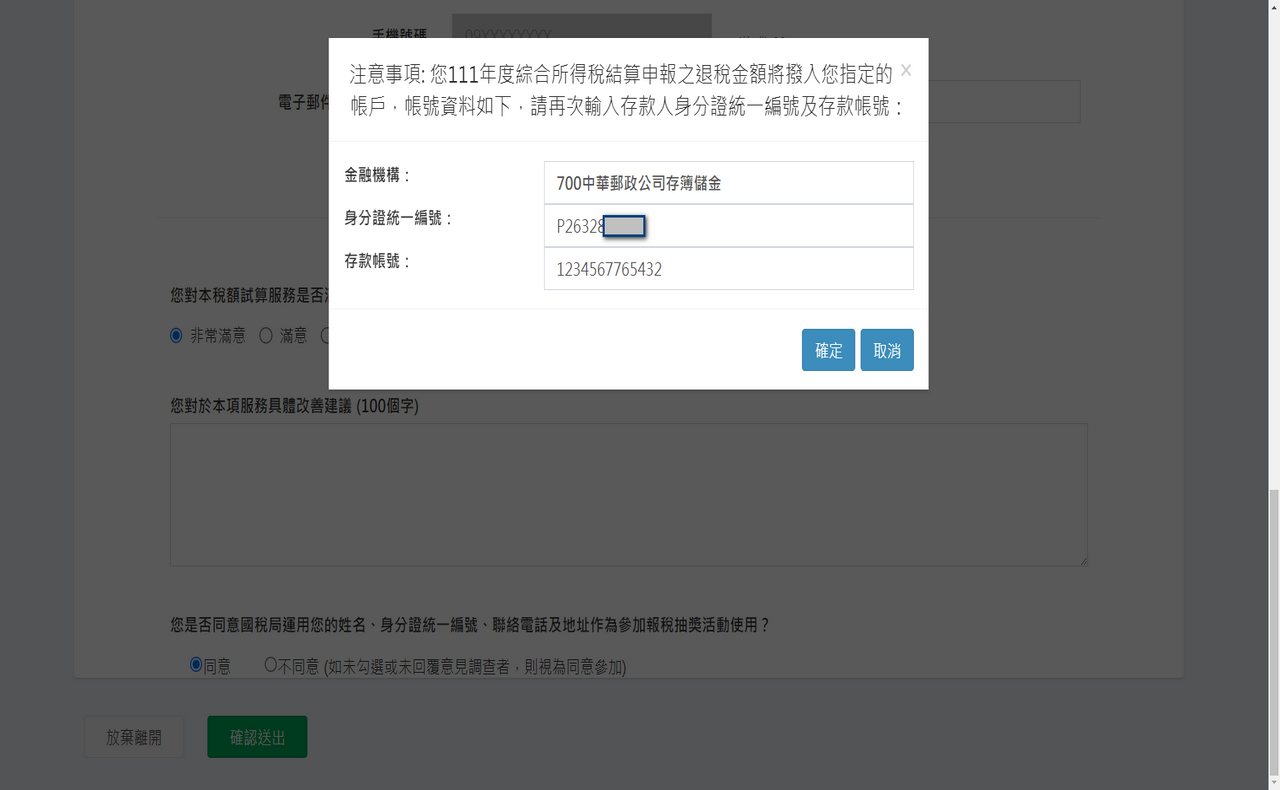 手機號碼
09XXXXXXXX
注意事項: 您111年度綜合所得稅結算申報之退稅金額將撥入您指定的
帳戶，帳號資料如下，請再次輸入存款人身分證統一編號及存款帳號：
x
電子郵件
金融機構：
700中華郵政公司存簿儲金
身分證統一編號：
P26328
存款帳號：
1234567765432
確定
取消
您對本稅額試算服務是否
非常滿意
滿意
您對於本項服務具體改善建議 (100個字)
您是否同意國稅局運用您的姓名、身分證統一編號、聯絡電話及地址作為參加報稅抽獎活動使用？
同意
不同意 (如未勾選或未回覆意見調查者，則視為同意參加)
放棄離開
確認送出